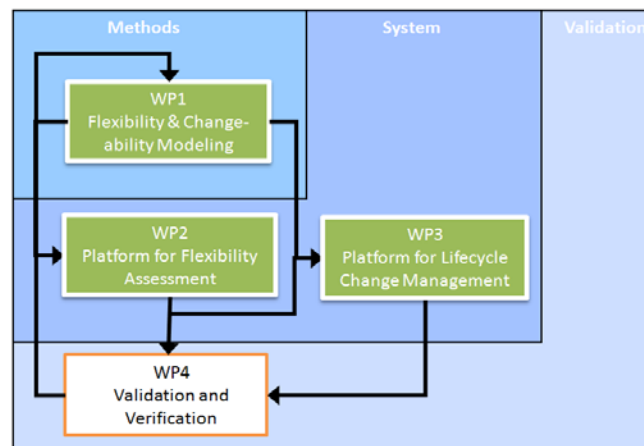 Methods
System
Validation
WP1
Flexibility & Change-
ability Modeling
WP2
Platform for Flexibility
Assessment
WP3
Platform for Lifecycle
Change Management
WP4
Validation and
Verification